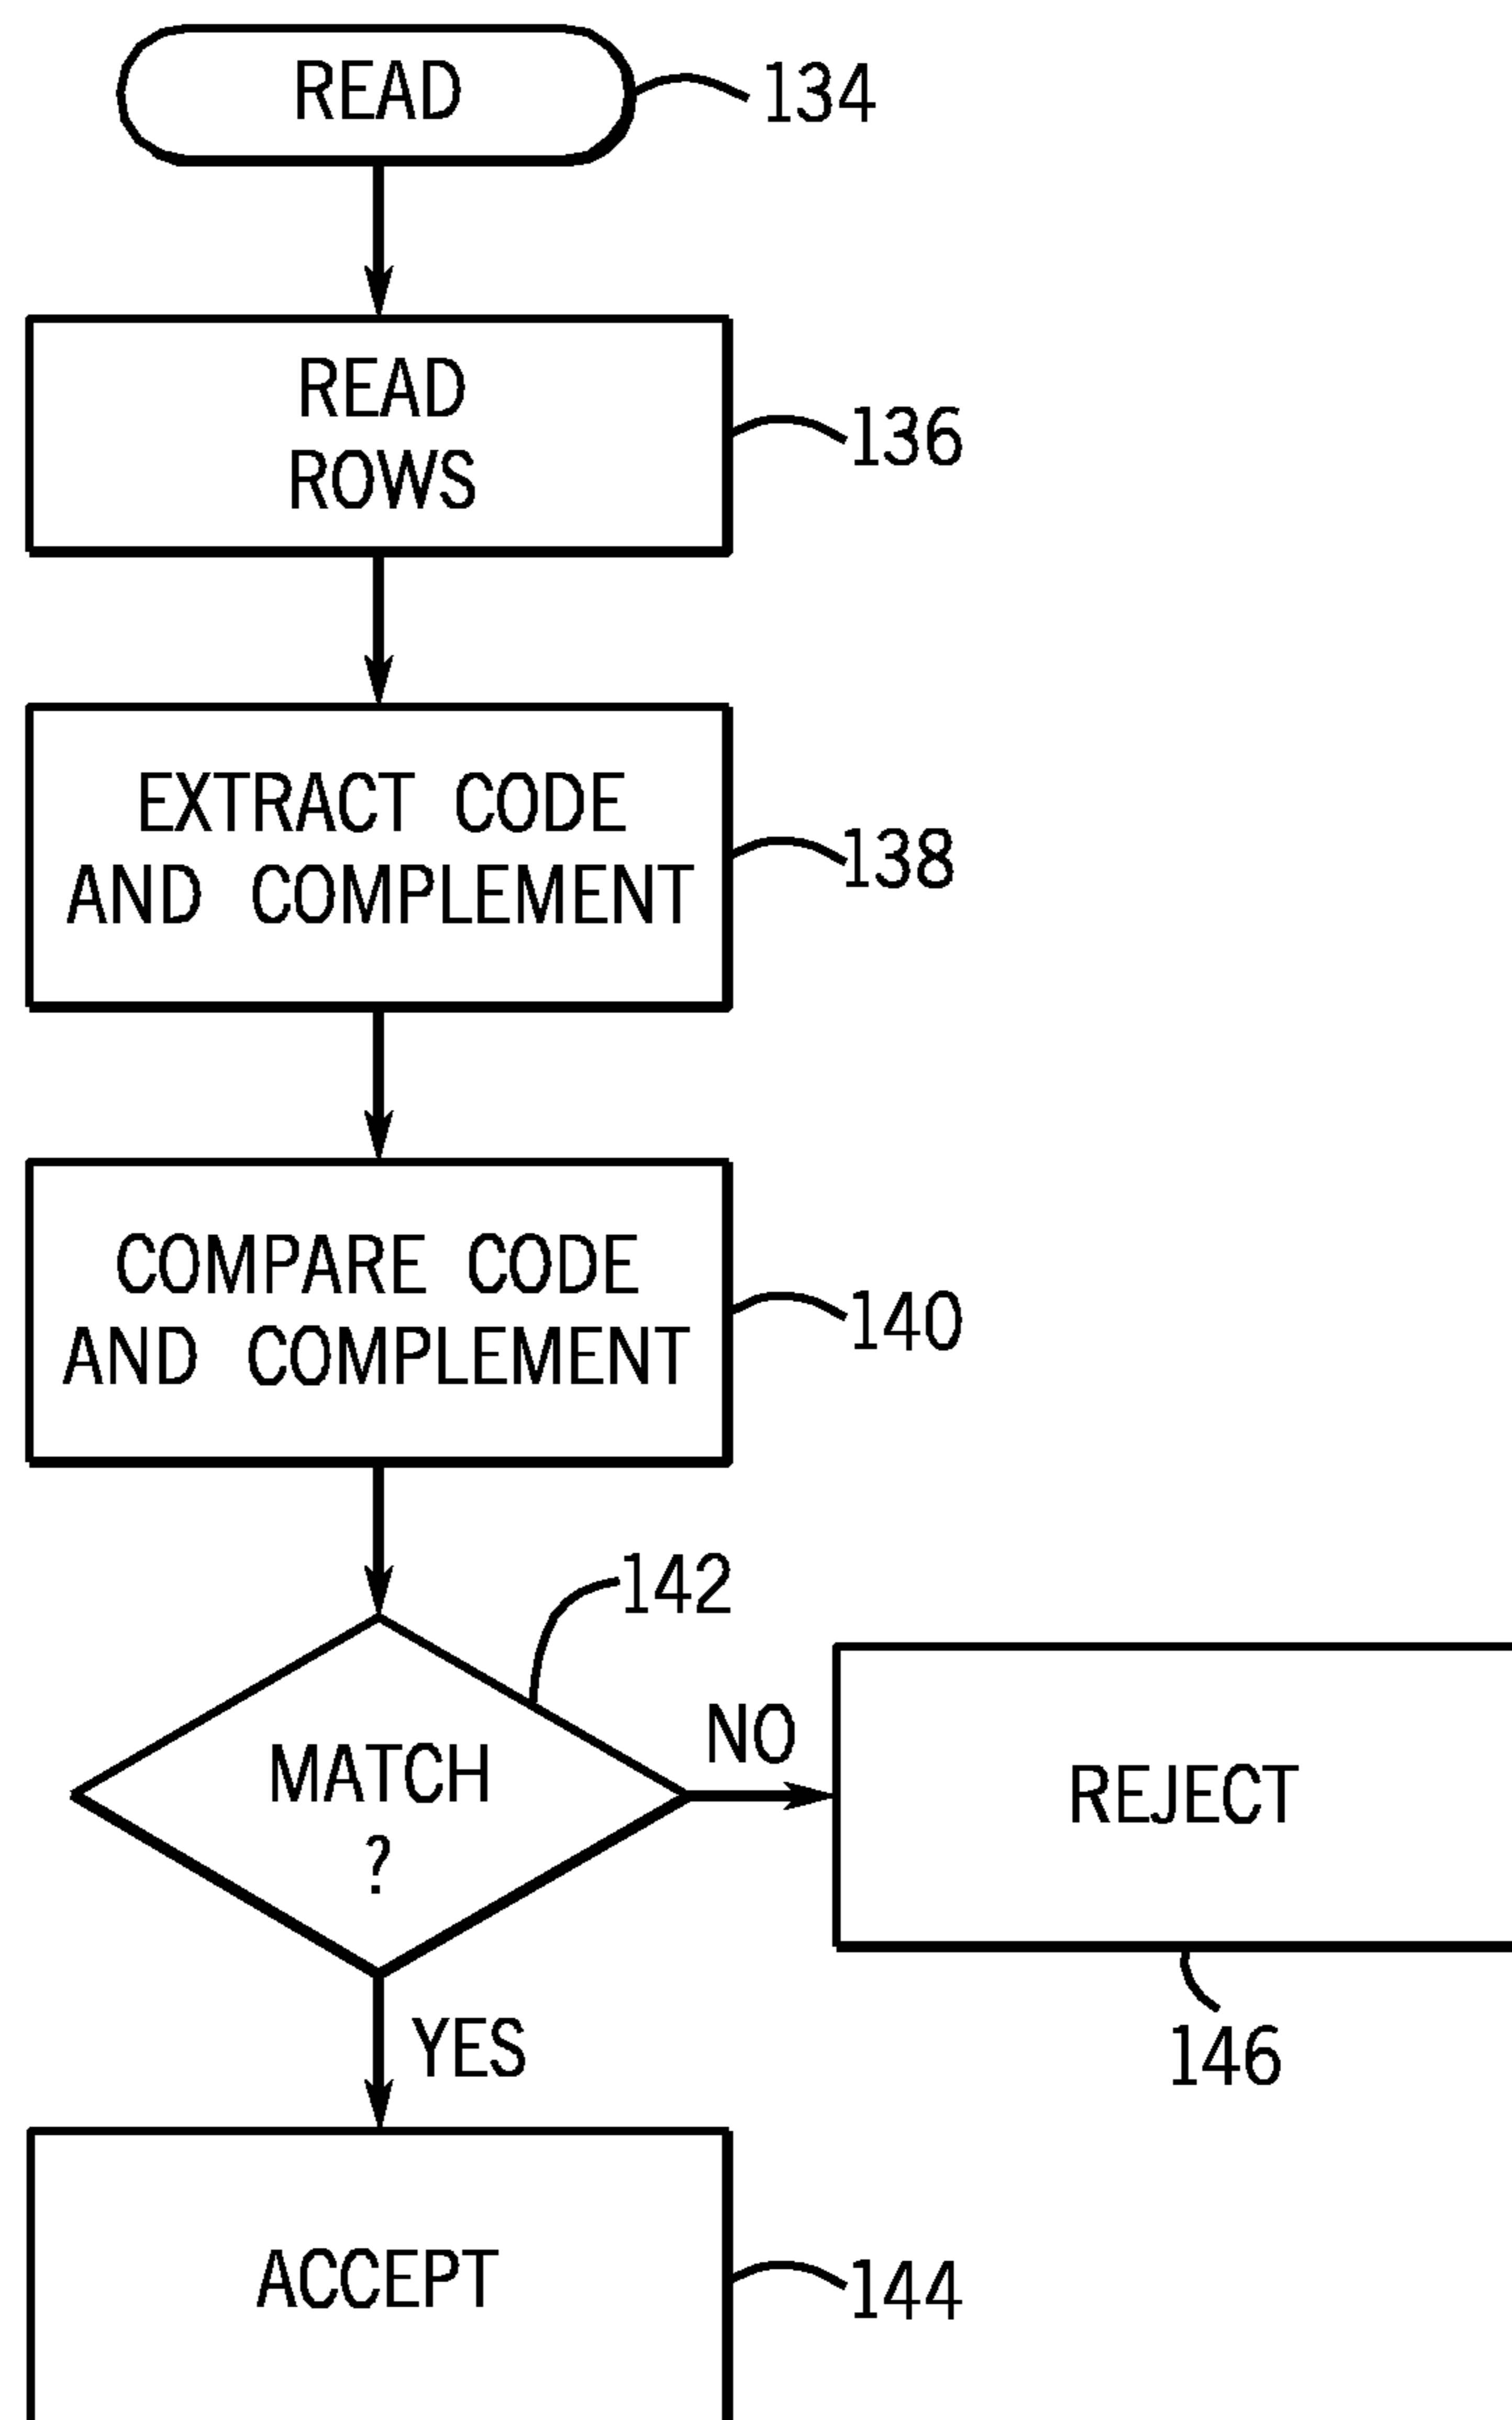 READ
134
READ
ROWS
136
EXTRACT CODE
AND COMPLEMENT
138
COMPARE CODE
AND COMPLEMENT
140
142
MATCH
?
NO
REJECT
146
YES
ACCEPT
144